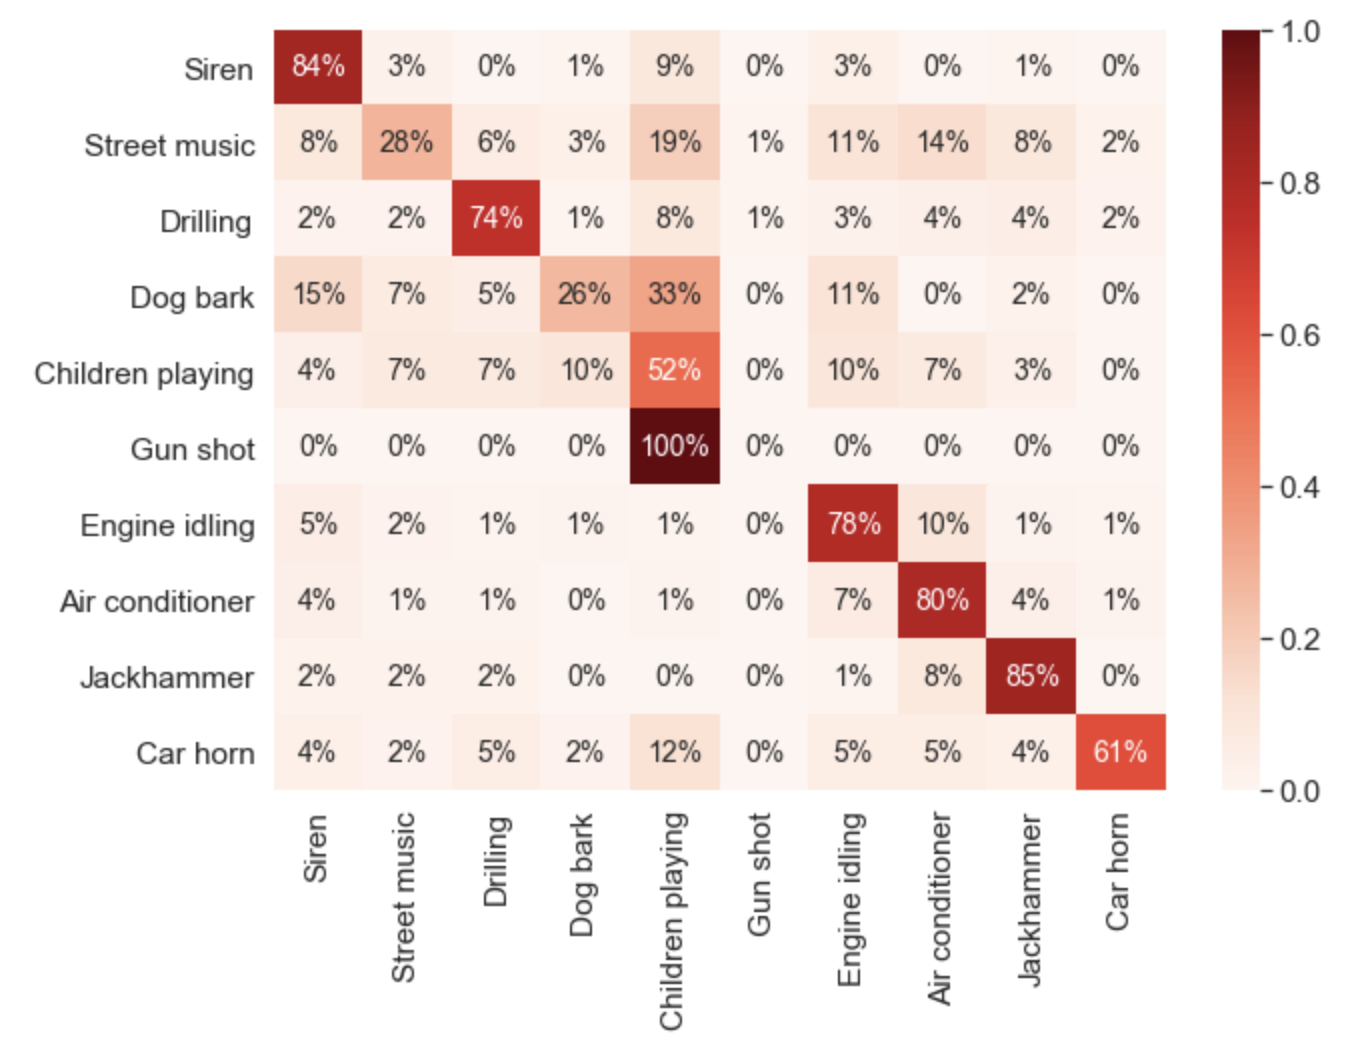 Siren 84% 3% 0% 1% 9% 0% 3% 0% 1% 0%
Street music 8% 28% 6% 3% 19% 1% 11% 14% 8% 2%
Drilling 2% 2% 74% 1% 8% 1% 3% 4% 4% 2%
Dog bark 15% 7% 5% 26% 33% 0% 11% 0% 2% 0%
Children playing 4% 7% 7% 10% 52% 0% 10% 7% 3% 0%
Gun shot 0% 0% 0% 0% 100% 0% 0% 0% 0% 0%
Engine idling 5% 2% 1% 1% 1% 0% 78% 10% 1% 1%
Air conditioner 4% 1% 1% 0% 1% 0% 7% 80% 4% 1%
Jackhammer 2% 2% 2% 0% 0% 0% 1% 8% 85% 0%
Car horn 4% 2% 5% 2% 12% 0% 5% 5% 4% 61%
Siren
Street music
Drilling
Dog bark
Children playing
Gun shot
Engine idling
Air conditioner
Jackhammer
Car horn
1.0
0.8
0.6
0.4
0.2
0.0